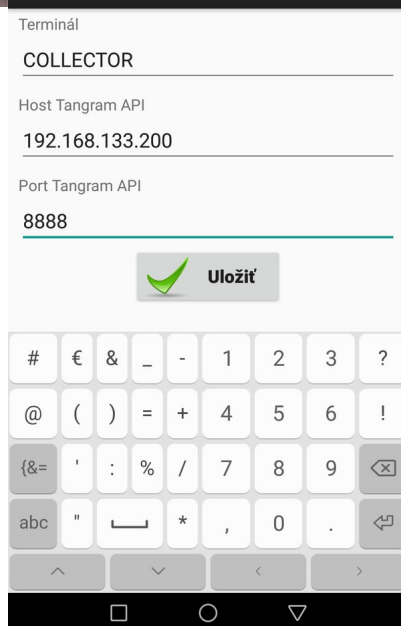 Terminál
COLLECTOR
Host Tangram API
192.168.133.200
Port Tangram API
8888
Uložiť
# € & _ - 1 2 3 ?
@ ( ) = + 4 5 6 !
{&= ' : % / 7 8 9
abc " * , 0 .